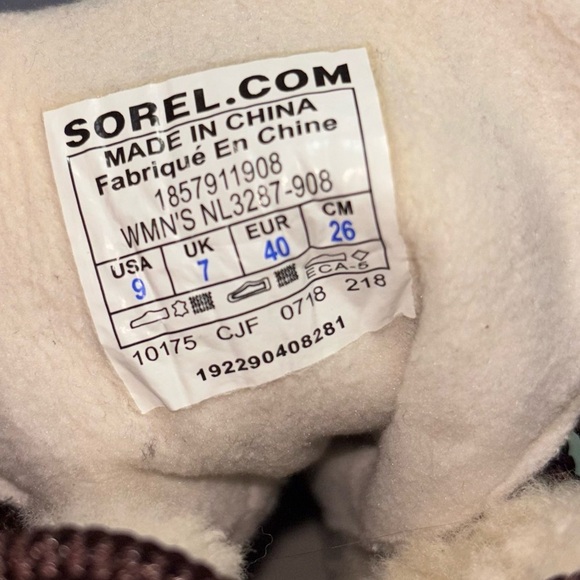 SOREL.COM
MADE IN CHINA
Fabriqué En Chine
1857911908
WMN'S NL3287-908
USA UK EUR CM
9 7 40 26
ECA-5
10175 CJF 0718 218
192290408281